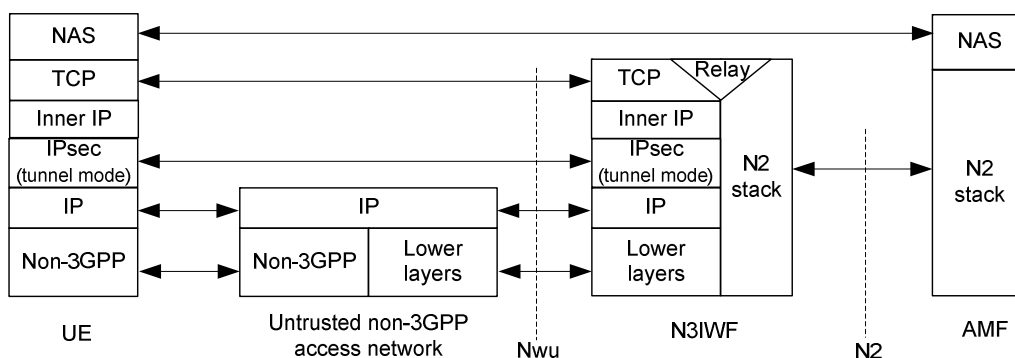 NAS
TCP
Inner IP
IPsec
(tunnel mode)
IP
Non-3GPP
UE
IP
Non-3GPP
Lower
layers
Untrusted non-3GPP
access network
Nwu
TCP
Relay
Inner IP
IPsec
(tunnel mode)
IP
Lower
layers
N2
stack
N3IWF
N2
NAS
N2
stack
AMF